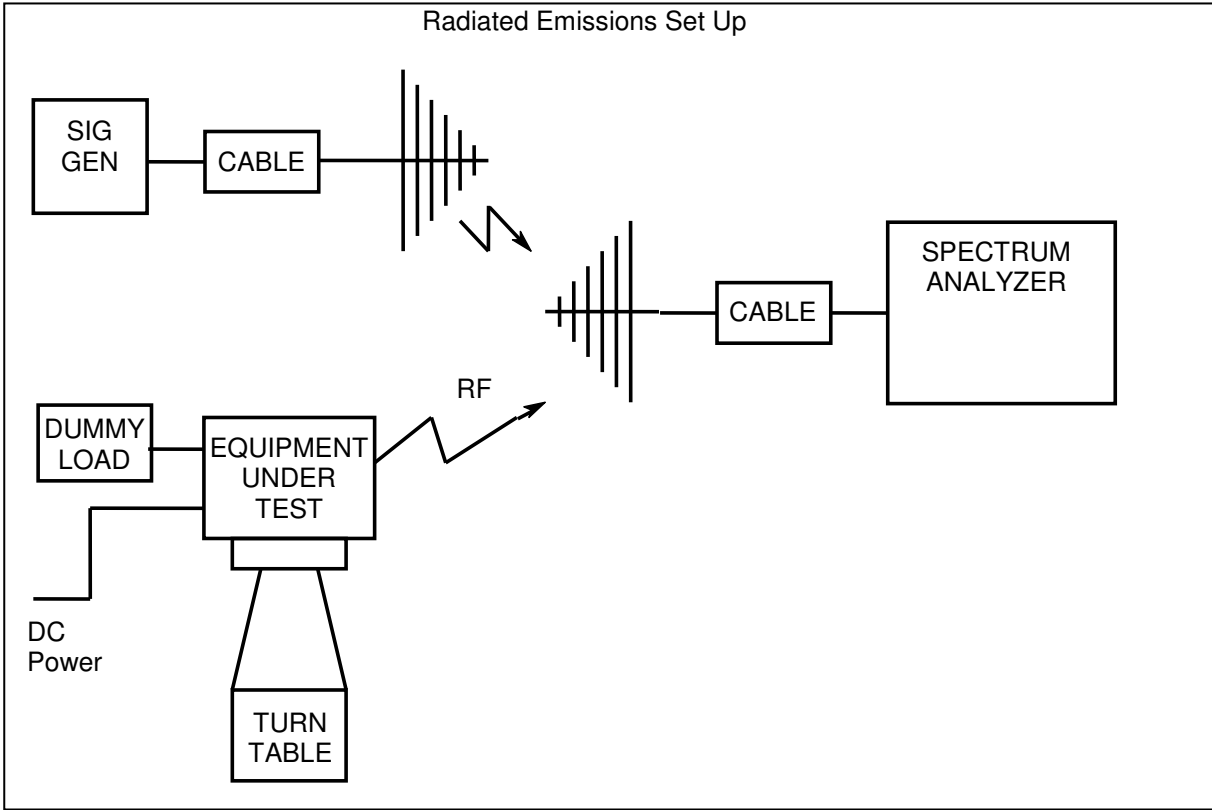 Radiated Emissions Set Up
SIG
GEN
CABLE
SPECTRUM
ANALYZER
CABLE
RF
DUMMY
LOAD
EQUIPMENT
UNDER
TEST
DC
Power
TURN
TABLE